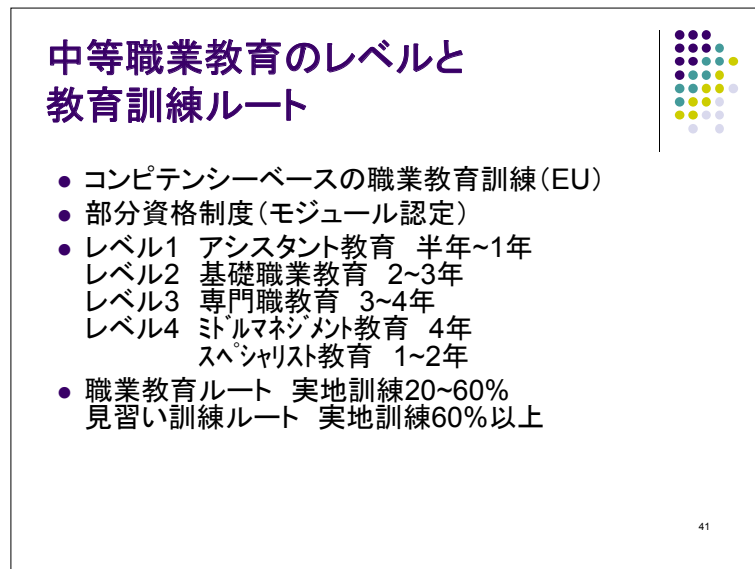 中等職業教育のレベルと
教育訓練ルート
● コンピテンシーベースの職業教育訓練(EU)
● 部分資格制度(モジュール認定)
● レベル1　アシスタント教育　半年~1年
レベル2　基礎職業教育　2~3年
レベル3　専門職教育　3~4年
レベル4　ﾐﾄﾞﾙﾏﾈｼﾞﾒﾝﾄ教育　4年
ｽﾍﾟｼｬﾘｽﾄ教育　1~2年
● 職業教育ルート　実地訓練20~60%
見習い訓練ルート　実地訓練60%以上
41